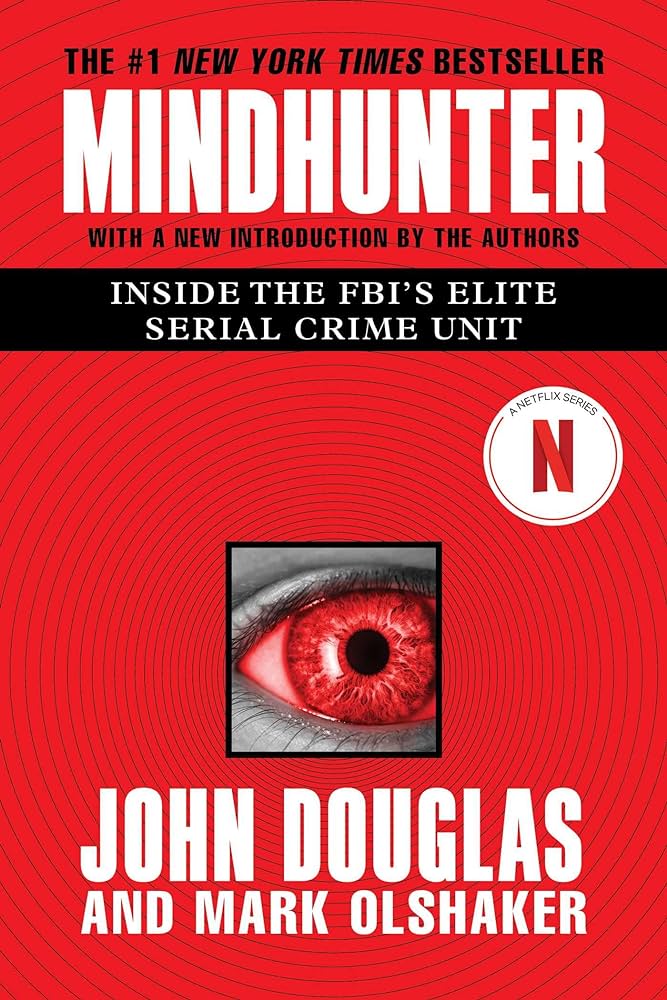 THE #1 NEW YORK TIMES BESTSELLER
MINDHUNTER
WITH A NEW INTRODUCTION BY THE AUTHORS
INSIDE THE FBI’S ELITE
SERIAL CRIME UNIT
A NETFLIX SERIES
N
JOHN DOUGLAS
AND MARK OLSHAKER